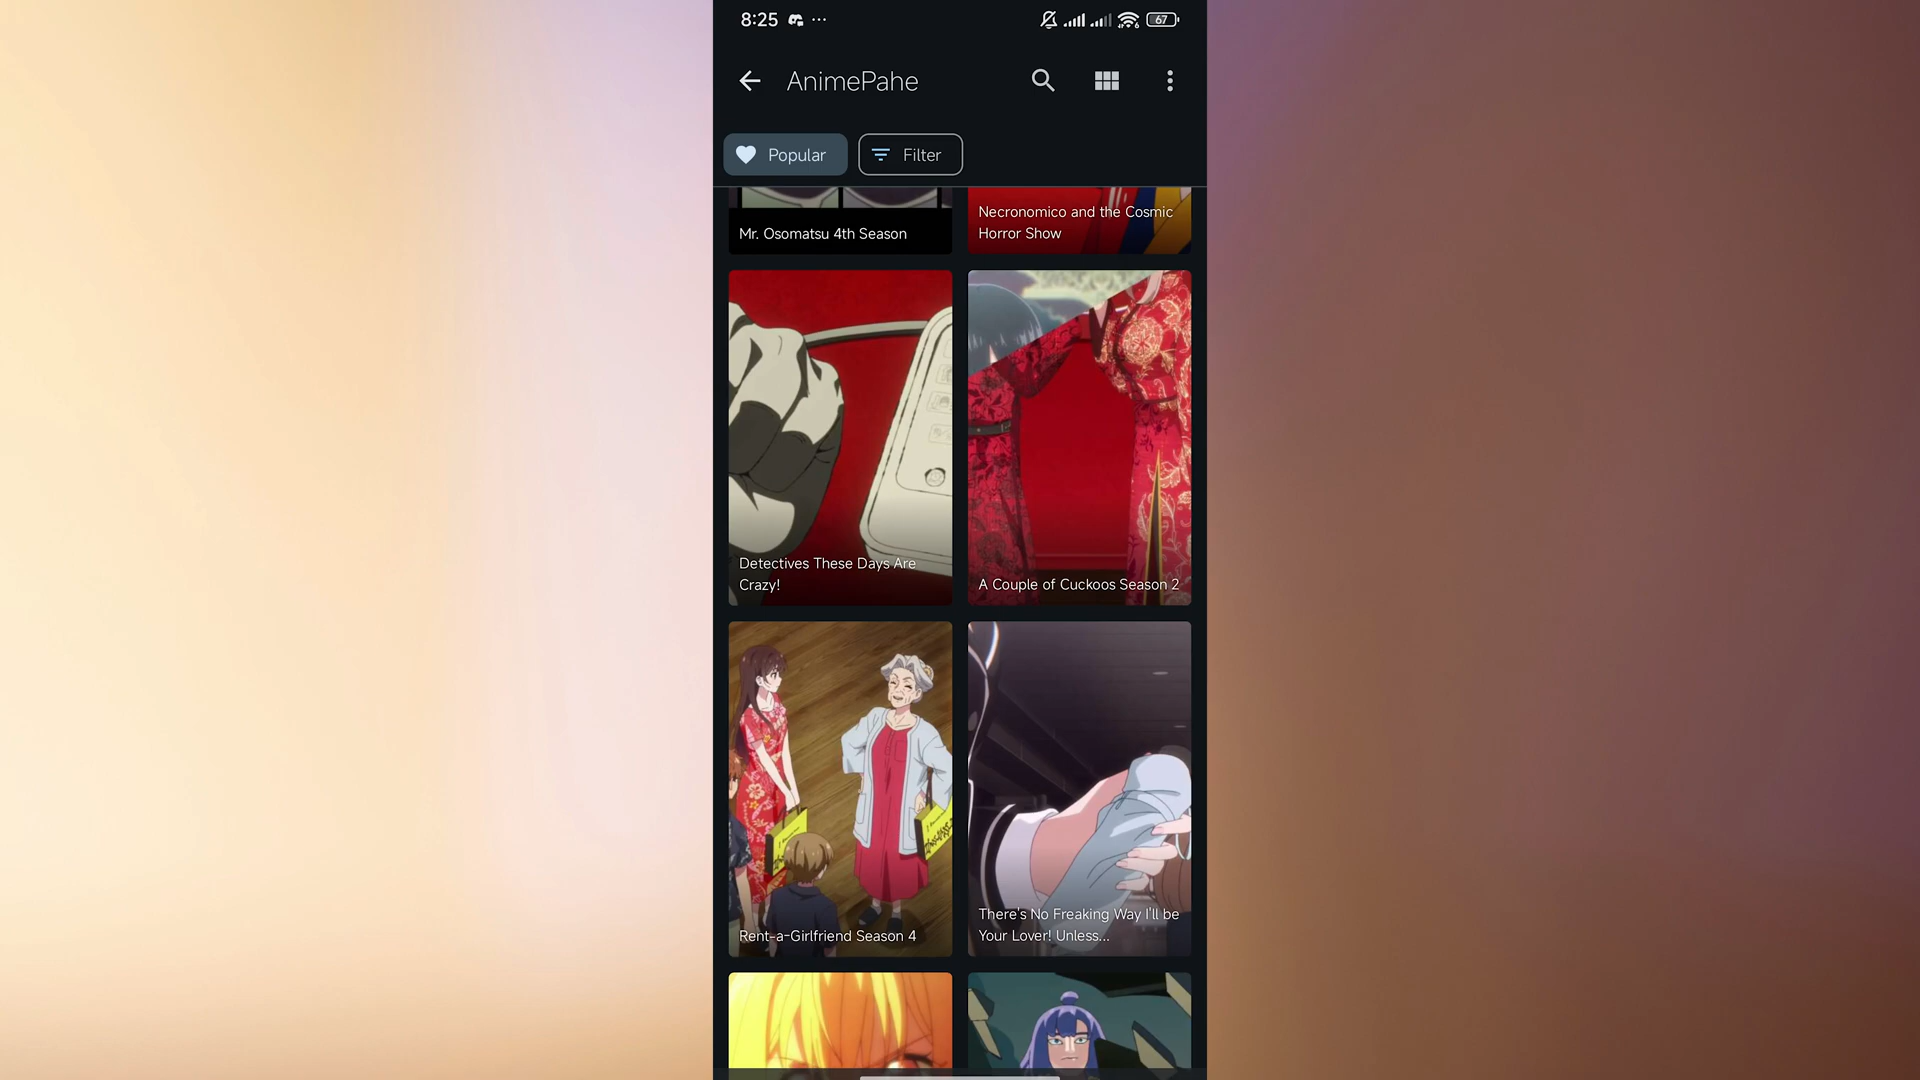 8:25
67
AnimePahe
Popular
Filter
Mr. Osomatsu 4th Season
Necronomico and the Cosmic
Horror Show
Detectives These Days Are
Crazy!
A Couple of Cuckoos Season 2
Rent-a-Girlfriend Season 4
There's No Freaking Way I'll be
Your Lover! Unless...